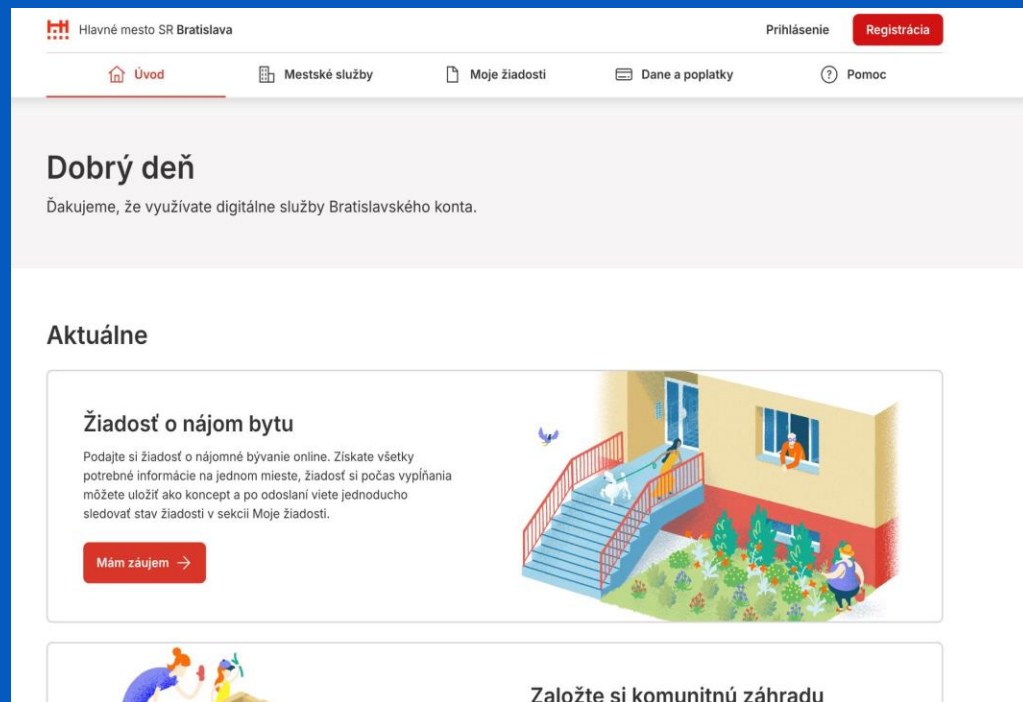 Hlavné mesto SR Bratislava
Prihlásenie
Registrácia
Úvod
Mestské služby
Moje žiadosti
Dane a poplatky
Pomoc
Dobrý deň
Ďakujeme, že využívate digitálne služby Bratislavského konta.
Aktuálne
Žiadosť o nájom bytu
Podajte si žiadosť o nájomné bývanie online. Získate všetky
potrebné informácie na jednom mieste, žiadosť si počas vypĺňania
môžete uložiť ako koncept a po odoslaní viete jednoducho
sledovať stav žiadosti v sekcii Moje žiadosti.
Mám záujem
Založte si komunitnú záhradu